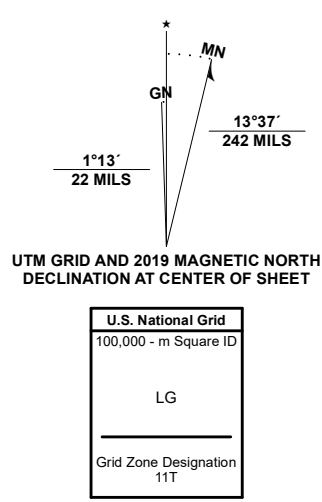 ★
MN
GN
13°37´
242 MILS
1°13´
22 MILS
UTM GRID AND 2019 MAGNETIC NORTH
DECLINATION AT CENTER OF SHEET
U.S. National Grid
100,000 - m Square ID
LG
Grid Zone Designation
11T